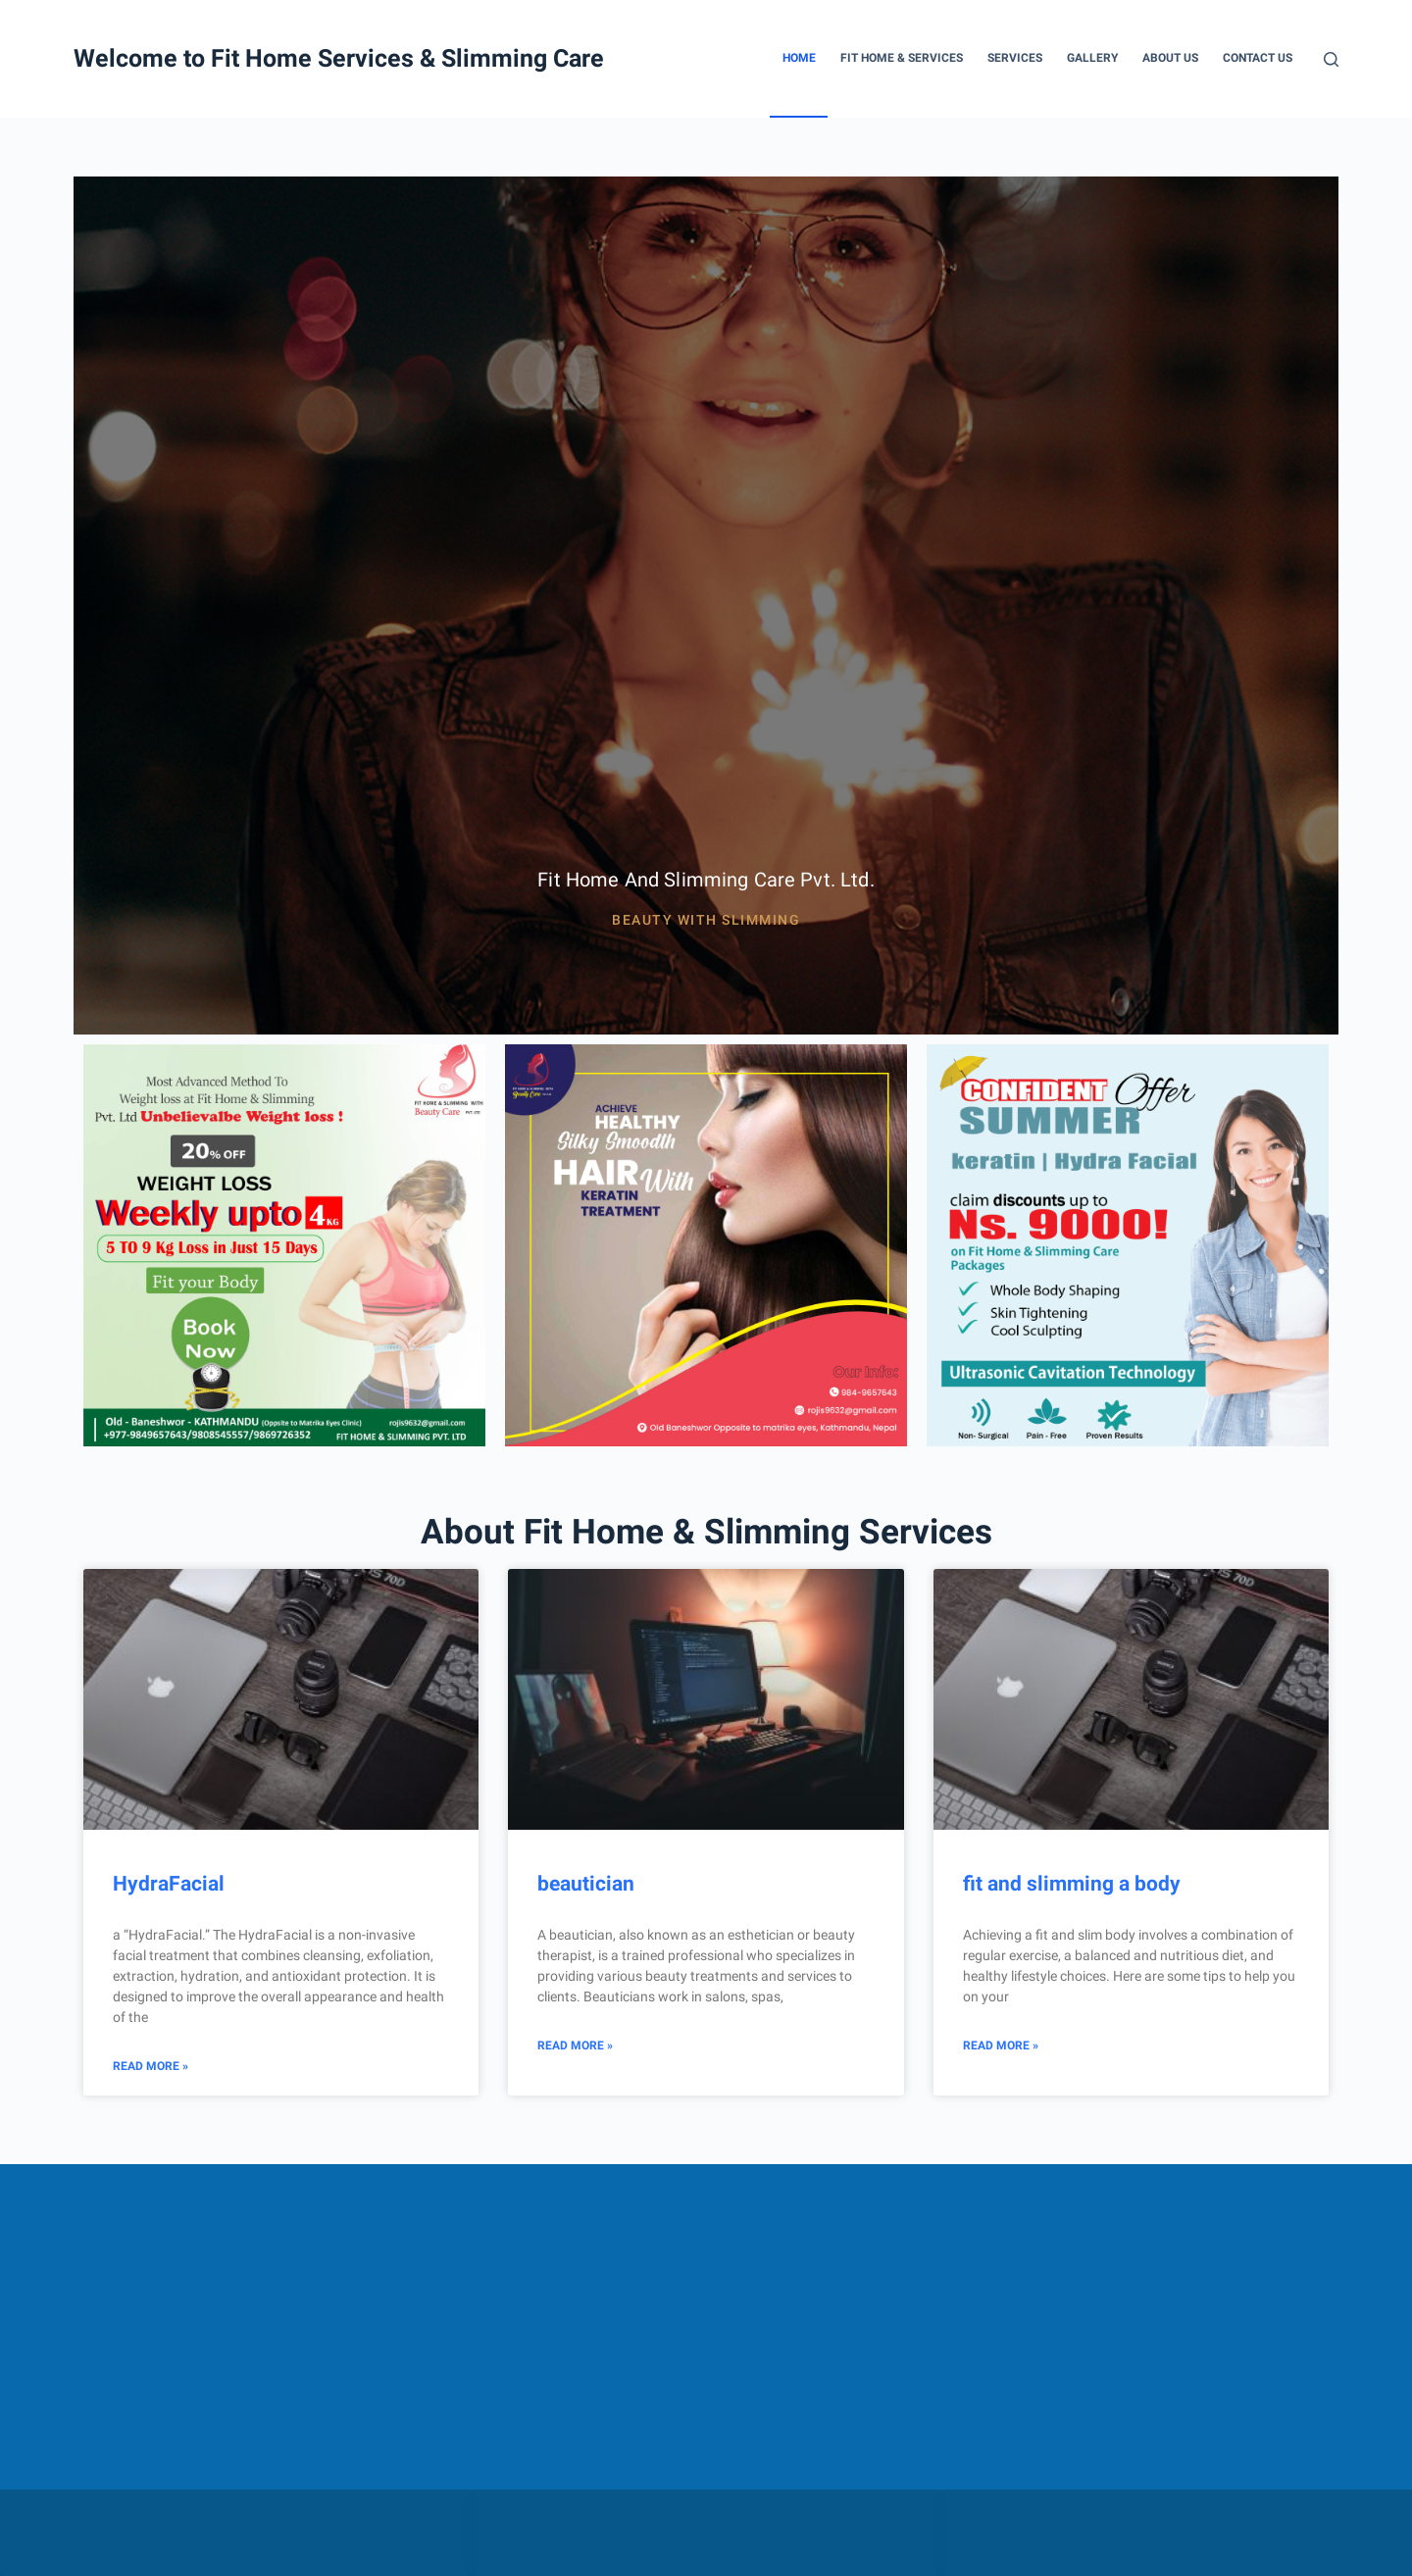 Welcome to Fit Home Services & Slimming Care
HOME FIT HOME & SERVICES SERVICES GALLERY ABOUT US CONTACT US
Fit Home And Slimming Care Pvt. Ltd.
BEAUTY WITH SLIMMING
Most Advanced Method To
Weight loss at Fit Home & Slimming
Pvt. Ltd Unbelievalbe Weight loss !
FIT HOME & SLIMMING WITH
Beauty Care PVT. LTD
20% OFF
WEIGHT LOSS
Weekly upto 4 KG
5 TO 9 Kg Loss in Just 15 Days
Fit your Body
Book
Now
Old - Baneshwor - KATHMANDU (Oppsite to Matrika Eyes Clinic) rojis9632@gmail.com
+977-9849657643/9808545557/9869726352 FIT HOME & SLIMMING PVT. LTD
FIT HOME & SLIMMING WITH
Beauty Care
ACHIEVE
HEALTHY
Silky Smoodlh
HAIR With
KERATIN
TREATMENT
Our Info:
984-9657643
rojis9632@gmail.com
Old Baneshwor Opposite to matrika eyes, Kathmandu, Nepal
CONFIDENT Offer
SUMMER
keratin | Hydra Facial
claim discounts up to
Ns. 9000!
on Fit Home & Slimming Care
Packages
Whole Body Shaping
Skin Tightening
Cool Sculpting
Ultrasonic Cavitation Technology
Non- Surgical Pain - Free Proven Results
About Fit Home & Slimming Services
HydraFacial
a “HydraFacial.” The HydraFacial is a non-invasive
facial treatment that combines cleansing, exfoliation,
extraction, hydration, and antioxidant protection. It is
designed to improve the overall appearance and health
of the
READ MORE »
beautician
A beautician, also known as an esthetician or beauty
therapist, is a trained professional who specializes in
providing various beauty treatments and services to
clients. Beauticians work in salons, spas,
READ MORE »
fit and slimming a body
Achieving a fit and slim body involves a combination of
regular exercise, a balanced and nutritious diet, and
healthy lifestyle choices. Here are some tips to help you
on your
READ MORE »